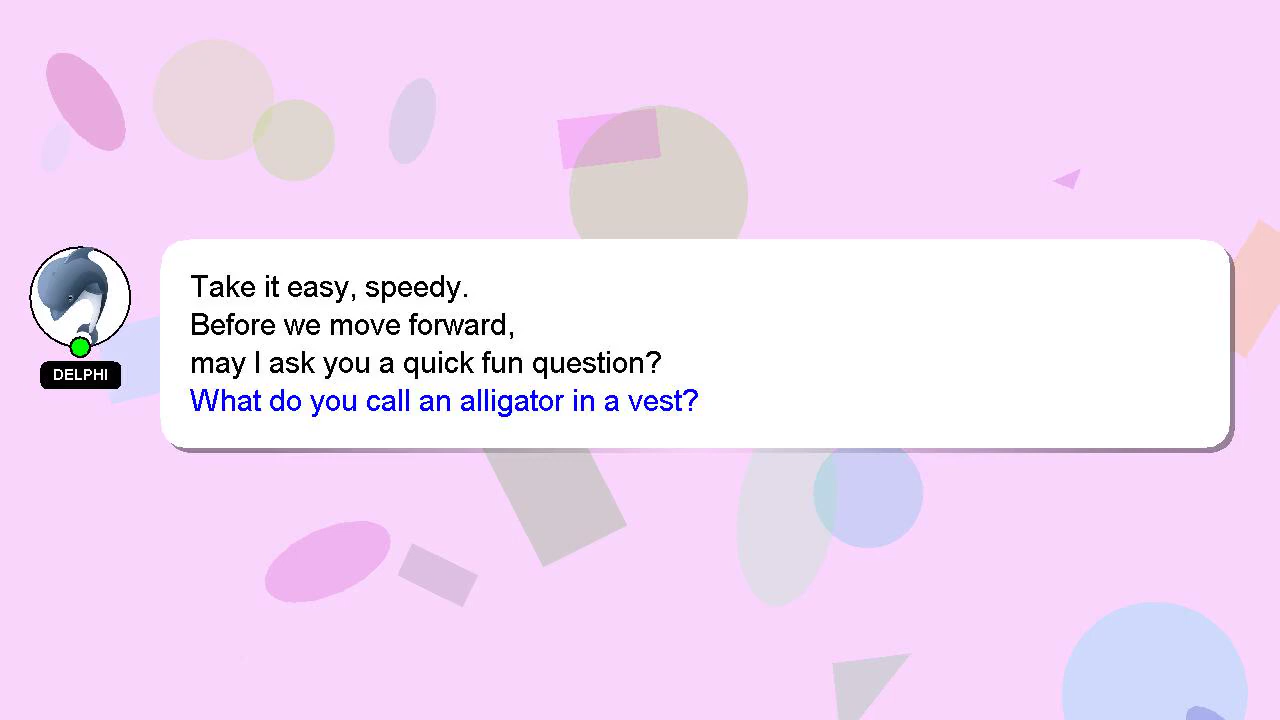 Take it easy, speedy.
Before we move forward,
may I ask you a quick fun question?
What do you call an alligator in a vest?
DELPHI